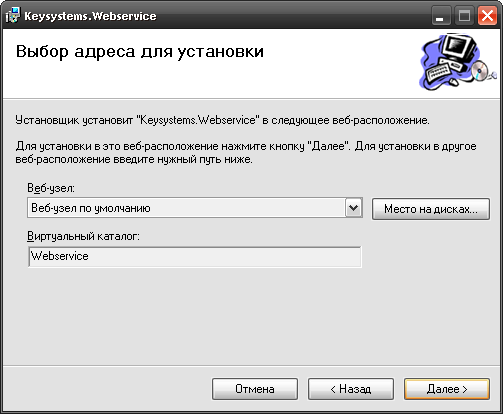 Keysystems.Webservice
Выбор адреса для установки
Установщик установит "Keysystems.Webservice" в следующее веб-расположение.
Для установки в это веб-расположение нажмите кнопку "Далее". Для установки в другое
веб-расположение введите нужный путь ниже.
Веб-узел:
Веб-узел по умолчанию
Место на дисках...
Виртуальный каталог:
Webservice
Отмена
< Назад
Далее >